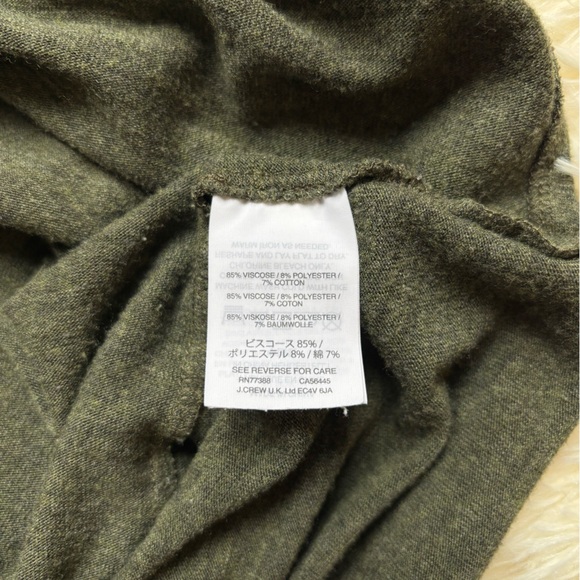 85% VISCOSE / 8% POLYESTER /
7% COTTON
85% VISCOSE / 8% POLYESTER /
7% COTON
85% VISKOSE / 8% POLYESTER /
7% BAUMWOLLE
ビスコース 85% /
ポリエステル 8% / 綿 7%
SEE REVERSE FOR CARE
RN77388 CA56445
J.CREW U.K. Ltd EC4V 6JA